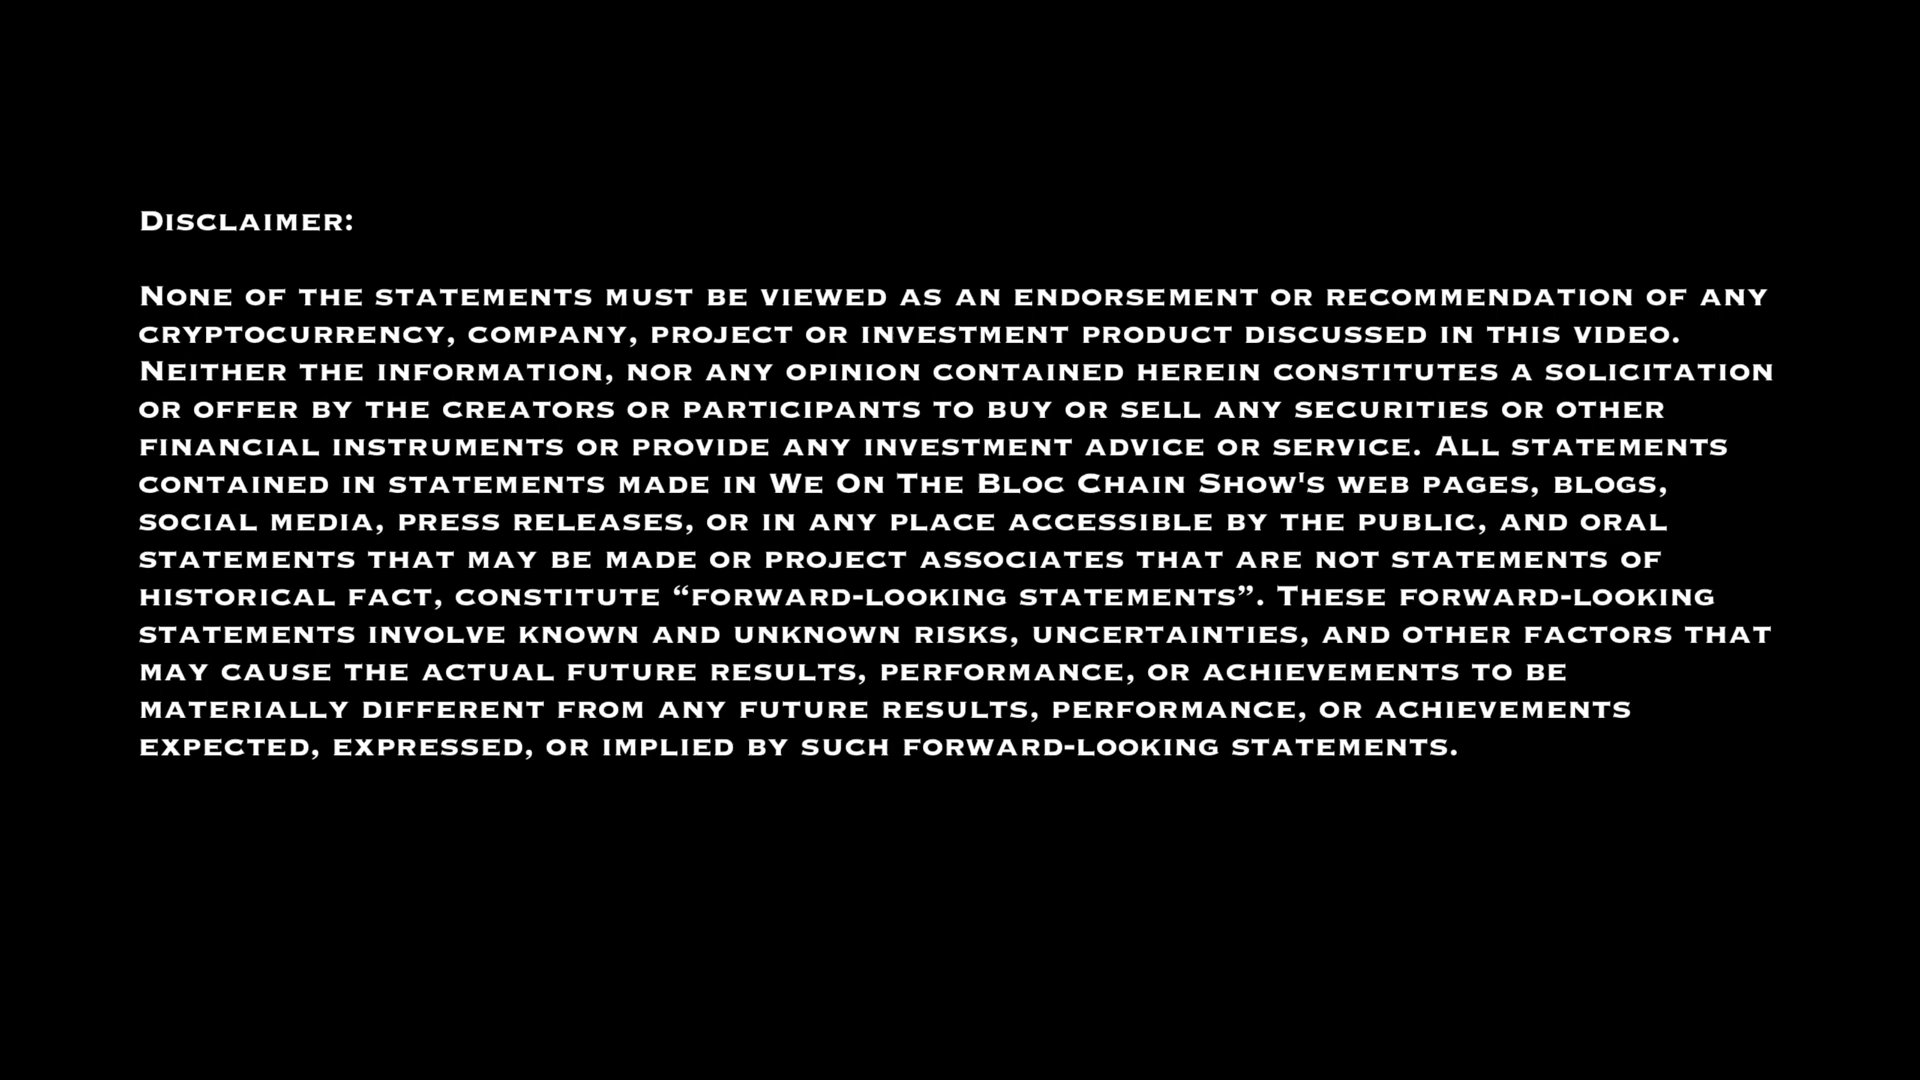 Disclaimer:
None of the statements must be viewed as an endorsement or recommendation of any
cryptocurrency, company, project or investment product discussed in this video.
Neither the information, nor any opinion contained herein constitutes a solicitation
or offer by the creators or participants to buy or sell any securities or other
financial instruments or provide any investment advice or service. All statements
contained in statements made in We On The Bloc Chain Show's web pages, blogs,
social media, press releases, or in any place accessible by the public, and oral
statements that may be made or project associates that are not statements of
historical fact, constitute “forward-looking statements”. These forward-looking
statements involve known and unknown risks, uncertainties, and other factors that
may cause the actual future results, performance, or achievements to be
materially different from any future results, performance, or achievements
expected, expressed, or implied by such forward-looking statements.